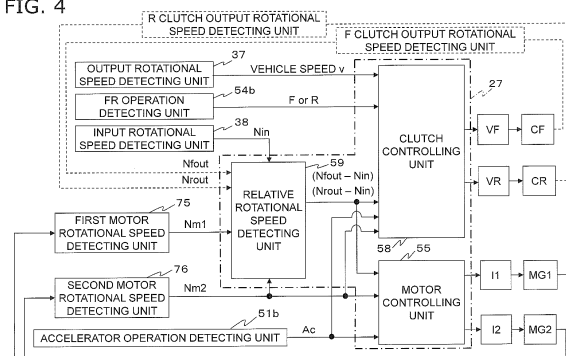 FIG. 4
R CLUTCH OUTPUT ROTATIONAL
SPEED DETECTING UNIT
F CLUTCH OUTPUT ROTATIONAL
SPEED DETECTING UNIT
37
OUTPUT ROTATIONAL
SPEED DETECTING UNIT
VEHICLE SPEED v
27
54b
FR OPERATION
DETECTING UNIT
F or R
38
INPUT ROTATIONAL
SPEED DETECTING UNIT
Nin
CLUTCH
CONTROLLING
UNIT
VF
CF
Nfout
Nrout
59
(Nfout – Nin)
(Nrout – Nin)
VR
CR
RELATIVE
ROTATIONAL
SPEED
DETECTING
UNIT
75
FIRST MOTOR
ROTATIONAL SPEED
DETECTING UNIT
Nm1
58
55
76
SECOND MOTOR
ROTATIONAL SPEED
DETECTING UNIT
Nm2
MOTOR
CONTROLLING
UNIT
I1
MG1
51b
ACCELERATOR OPERATION DETECTING UNIT
Ac
I2
MG2